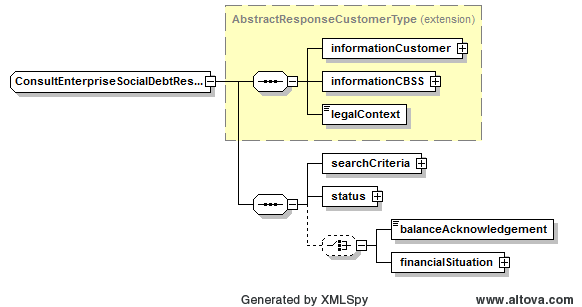 AbstractResponseCustomerType (extension)
informationCustomer
ConsultEnterpriseSocialDebtRes...
informationCBSS
legalContext
searchCriteria
status
balanceAcknowledgement
financialSituation
Generated by XMLSpy
www.altova.com